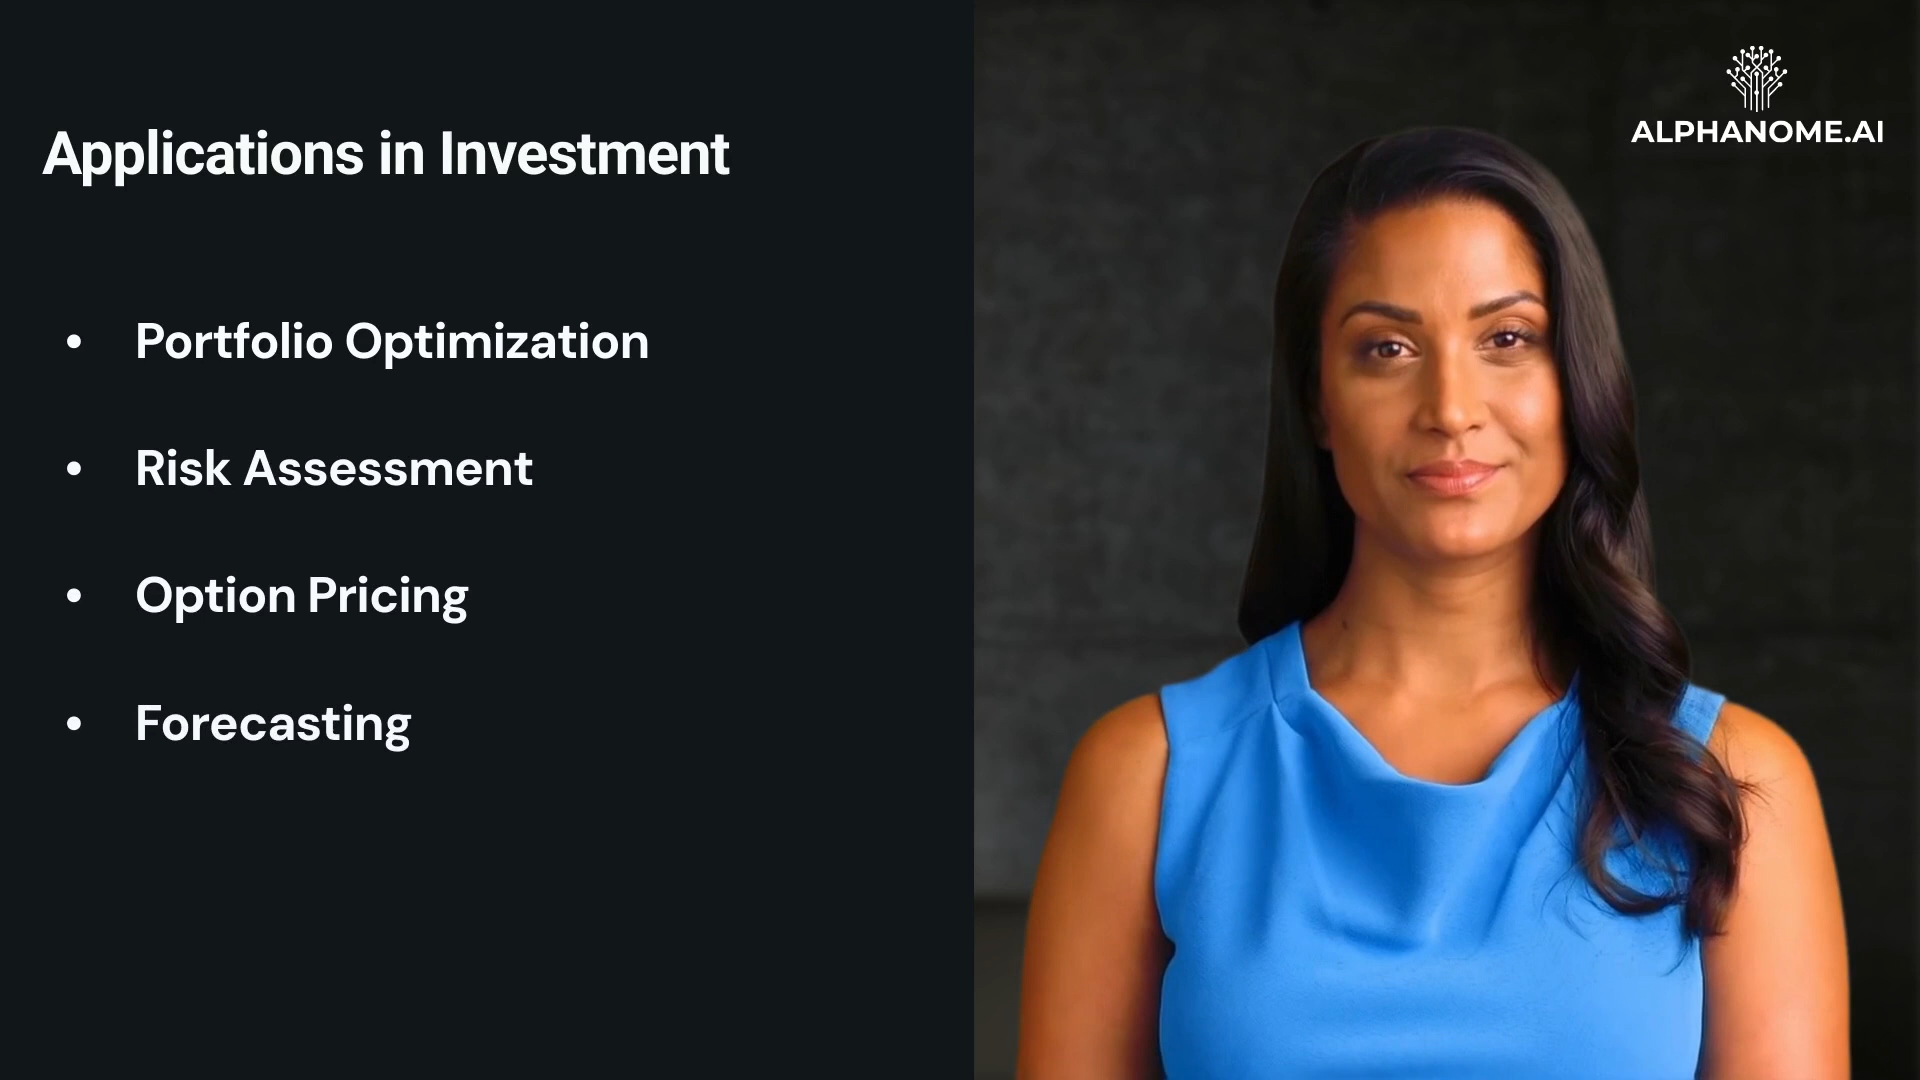 ALPHANOME.AI
Applications in Investment
• Portfolio Optimization
• Risk Assessment
• Option Pricing
• Forecasting